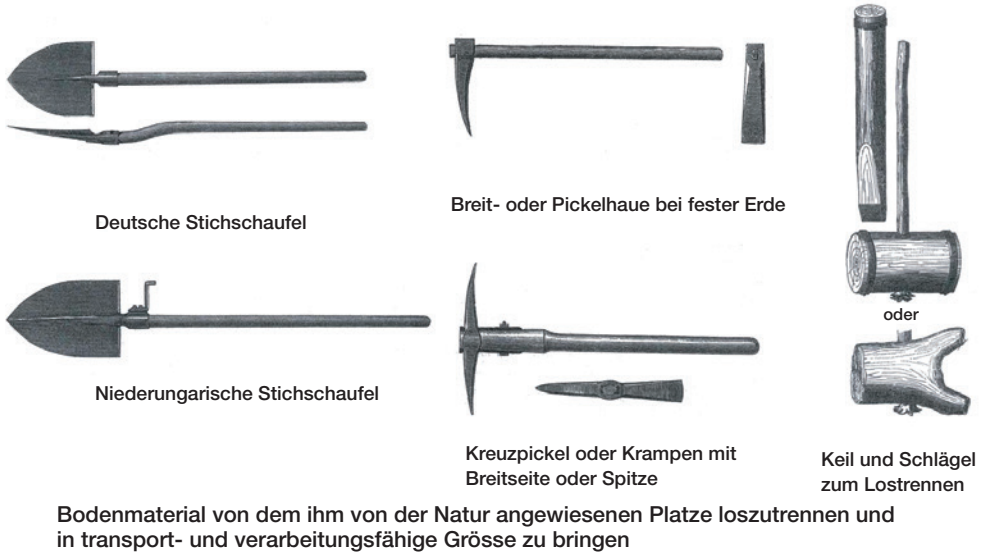 Deutsche Stichschaufel
Breit- oder Pickelhaue bei fester Erde
oder
Niederungarische Stichschaufel
Kreuzpickel oder Krampen mit
Breitseite oder Spitze
Keil und Schlägel
zum Lostrennen
Bodenmaterial von dem ihm von der Natur angewiesenen Platze loszutrennen und
in transport- und verarbeitungsfähige Grösse zu bringen